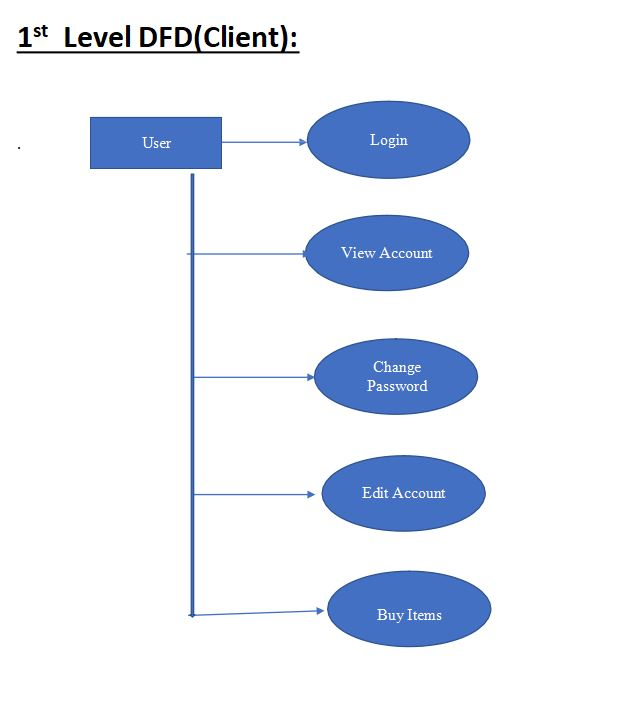 1st Level DFD(Client):
User
Login
View Account
Change
Password
Edit Account
Buy Items